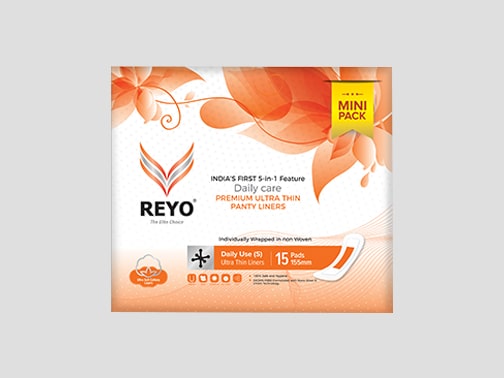 MINI
PACK
INDIA'S FIRST 5-in-1 Feature
Daily care
PREMIUM ULTRA THIN
PANTY LINERS
REYO®
The Elite Choice
Individually Wrapped in non Woven
Daily Use (S)
Ultra Thin Liners
15 Pads
155mm